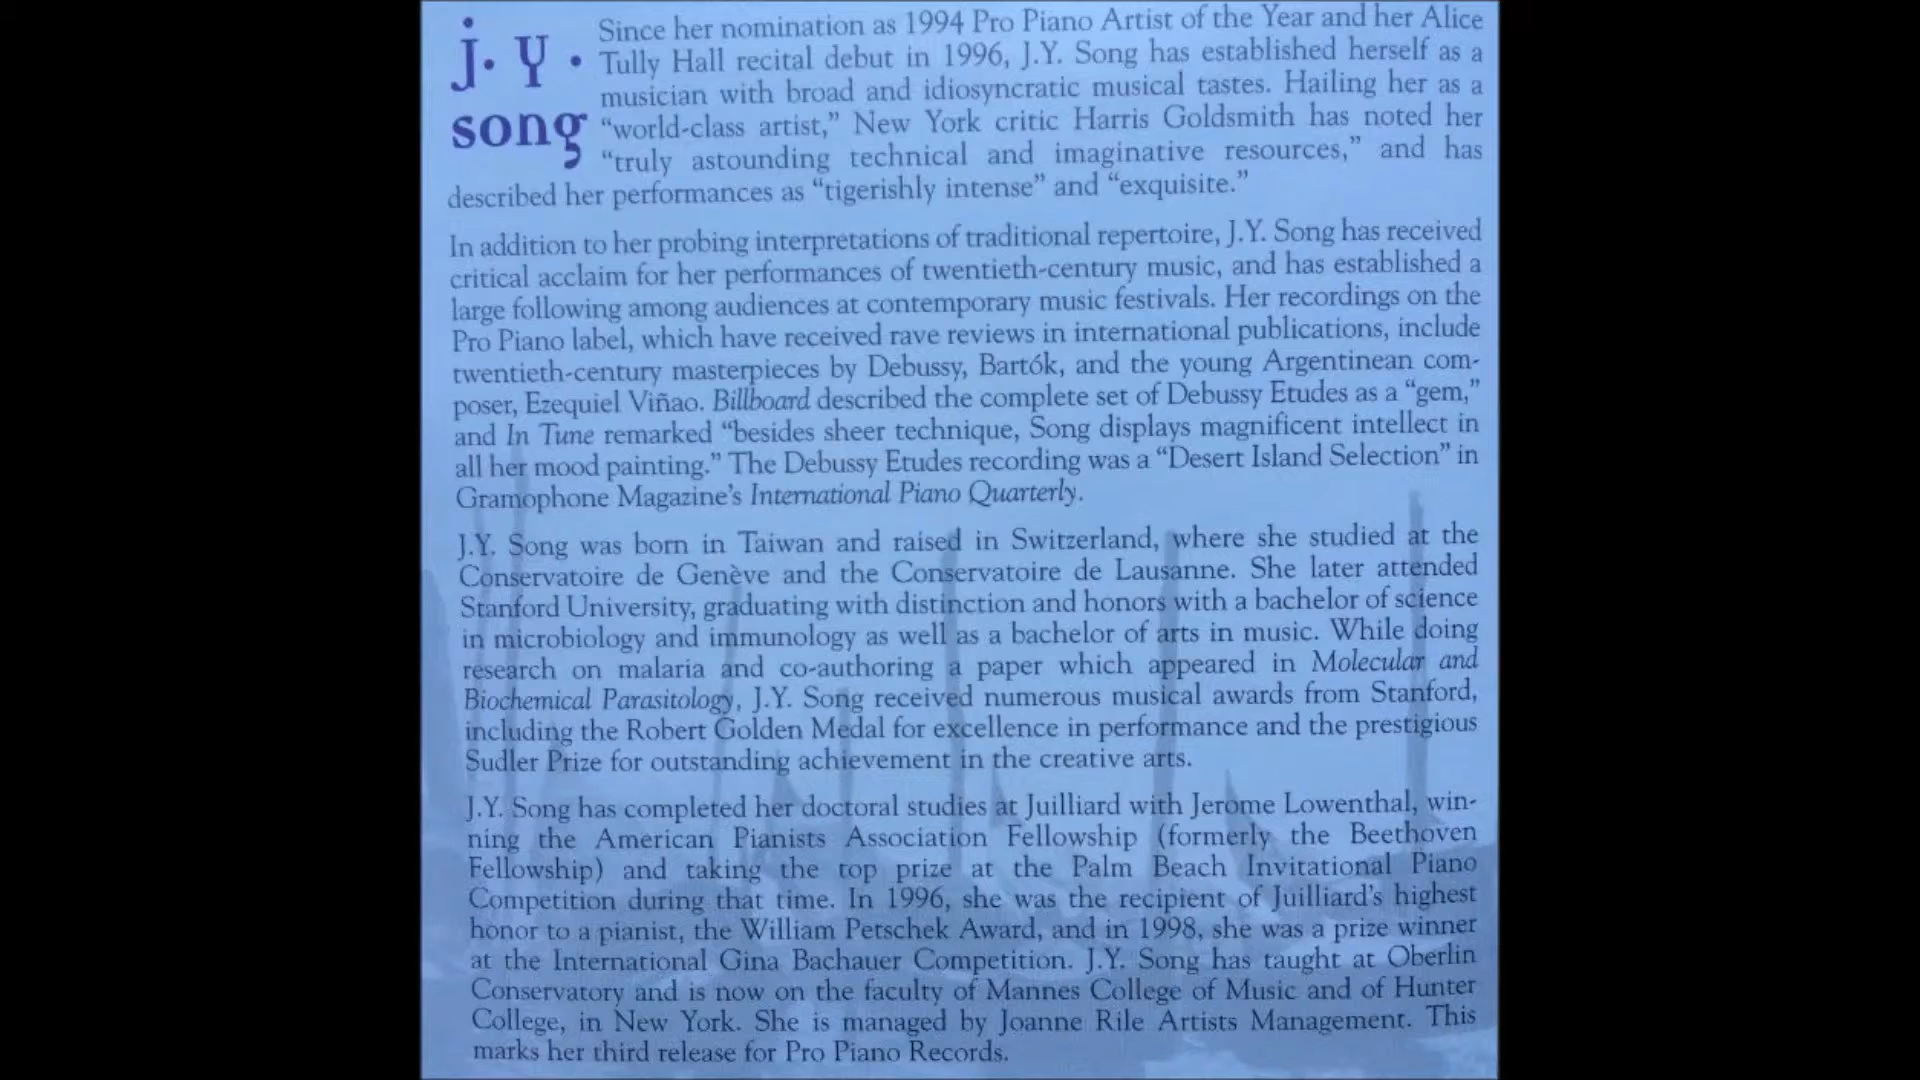 j. y.
song
Since her nomination as 1994 Pro Piano Artist of the Year and her Alice
Tully Hall recital debut in 1996, J.Y. Song has established herself as a
musician with broad and idiosyncratic musical tastes. Hailing her as a
“world-class artist,” New York critic Harris Goldsmith has noted her
“truly astounding technical and imaginative resources,” and has
described her performances as “tigerishly intense” and “exquisite.”
In addition to her probing interpretations of traditional repertoire, J.Y. Song has received
critical acclaim for her performances of twentieth-century music, and has established a
large following among audiences at contemporary music festivals. Her recordings on the
Pro Piano label, which have received rave reviews in international publications, include
twentieth-century masterpieces by Debussy, Bartók, and the young Argentinean com-
poser, Ezequiel Viñao. Billboard described the complete set of Debussy Etudes as a “gem,”
and In Tune remarked “besides sheer technique, Song displays magnificent intellect in
all her mood painting.” The Debussy Etudes recording was a “Desert Island Selection” in
Gramophone Magazine’s International Piano Quarterly.
J.Y. Song was born in Taiwan and raised in Switzerland, where she studied at the
Conservatoire de Genève and the Conservatoire de Lausanne. She later attended
Stanford University, graduating with distinction and honors with a bachelor of science
in microbiology and immunology as well as a bachelor of arts in music. While doing
research on malaria and co-authoring a paper which appeared in Molecular and
Biochemical Parasitology, J.Y. Song received numerous musical awards from Stanford,
including the Robert Golden Medal for excellence in performance and the prestigious
Sudler Prize for outstanding achievement in the creative arts.
J.Y. Song has completed her doctoral studies at Juilliard with Jerome Lowenthal, win-
ning the American Pianists Association Fellowship (formerly the Beethoven
Fellowship) and taking the top prize at the Palm Beach Invitational Piano
Competition during that time. In 1996, she was the recipient of Juilliard’s highest
honor to a pianist, the William Petschek Award, and in 1998, she was a prize winner
at the International Gina Bachauer Competition. J.Y. Song has taught at Oberlin
Conservatory and is now on the faculty of Mannes College of Music and of Hunter
College, in New York. She is managed by Joanne Rile Artists Management. This
marks her third release for Pro Piano Records.